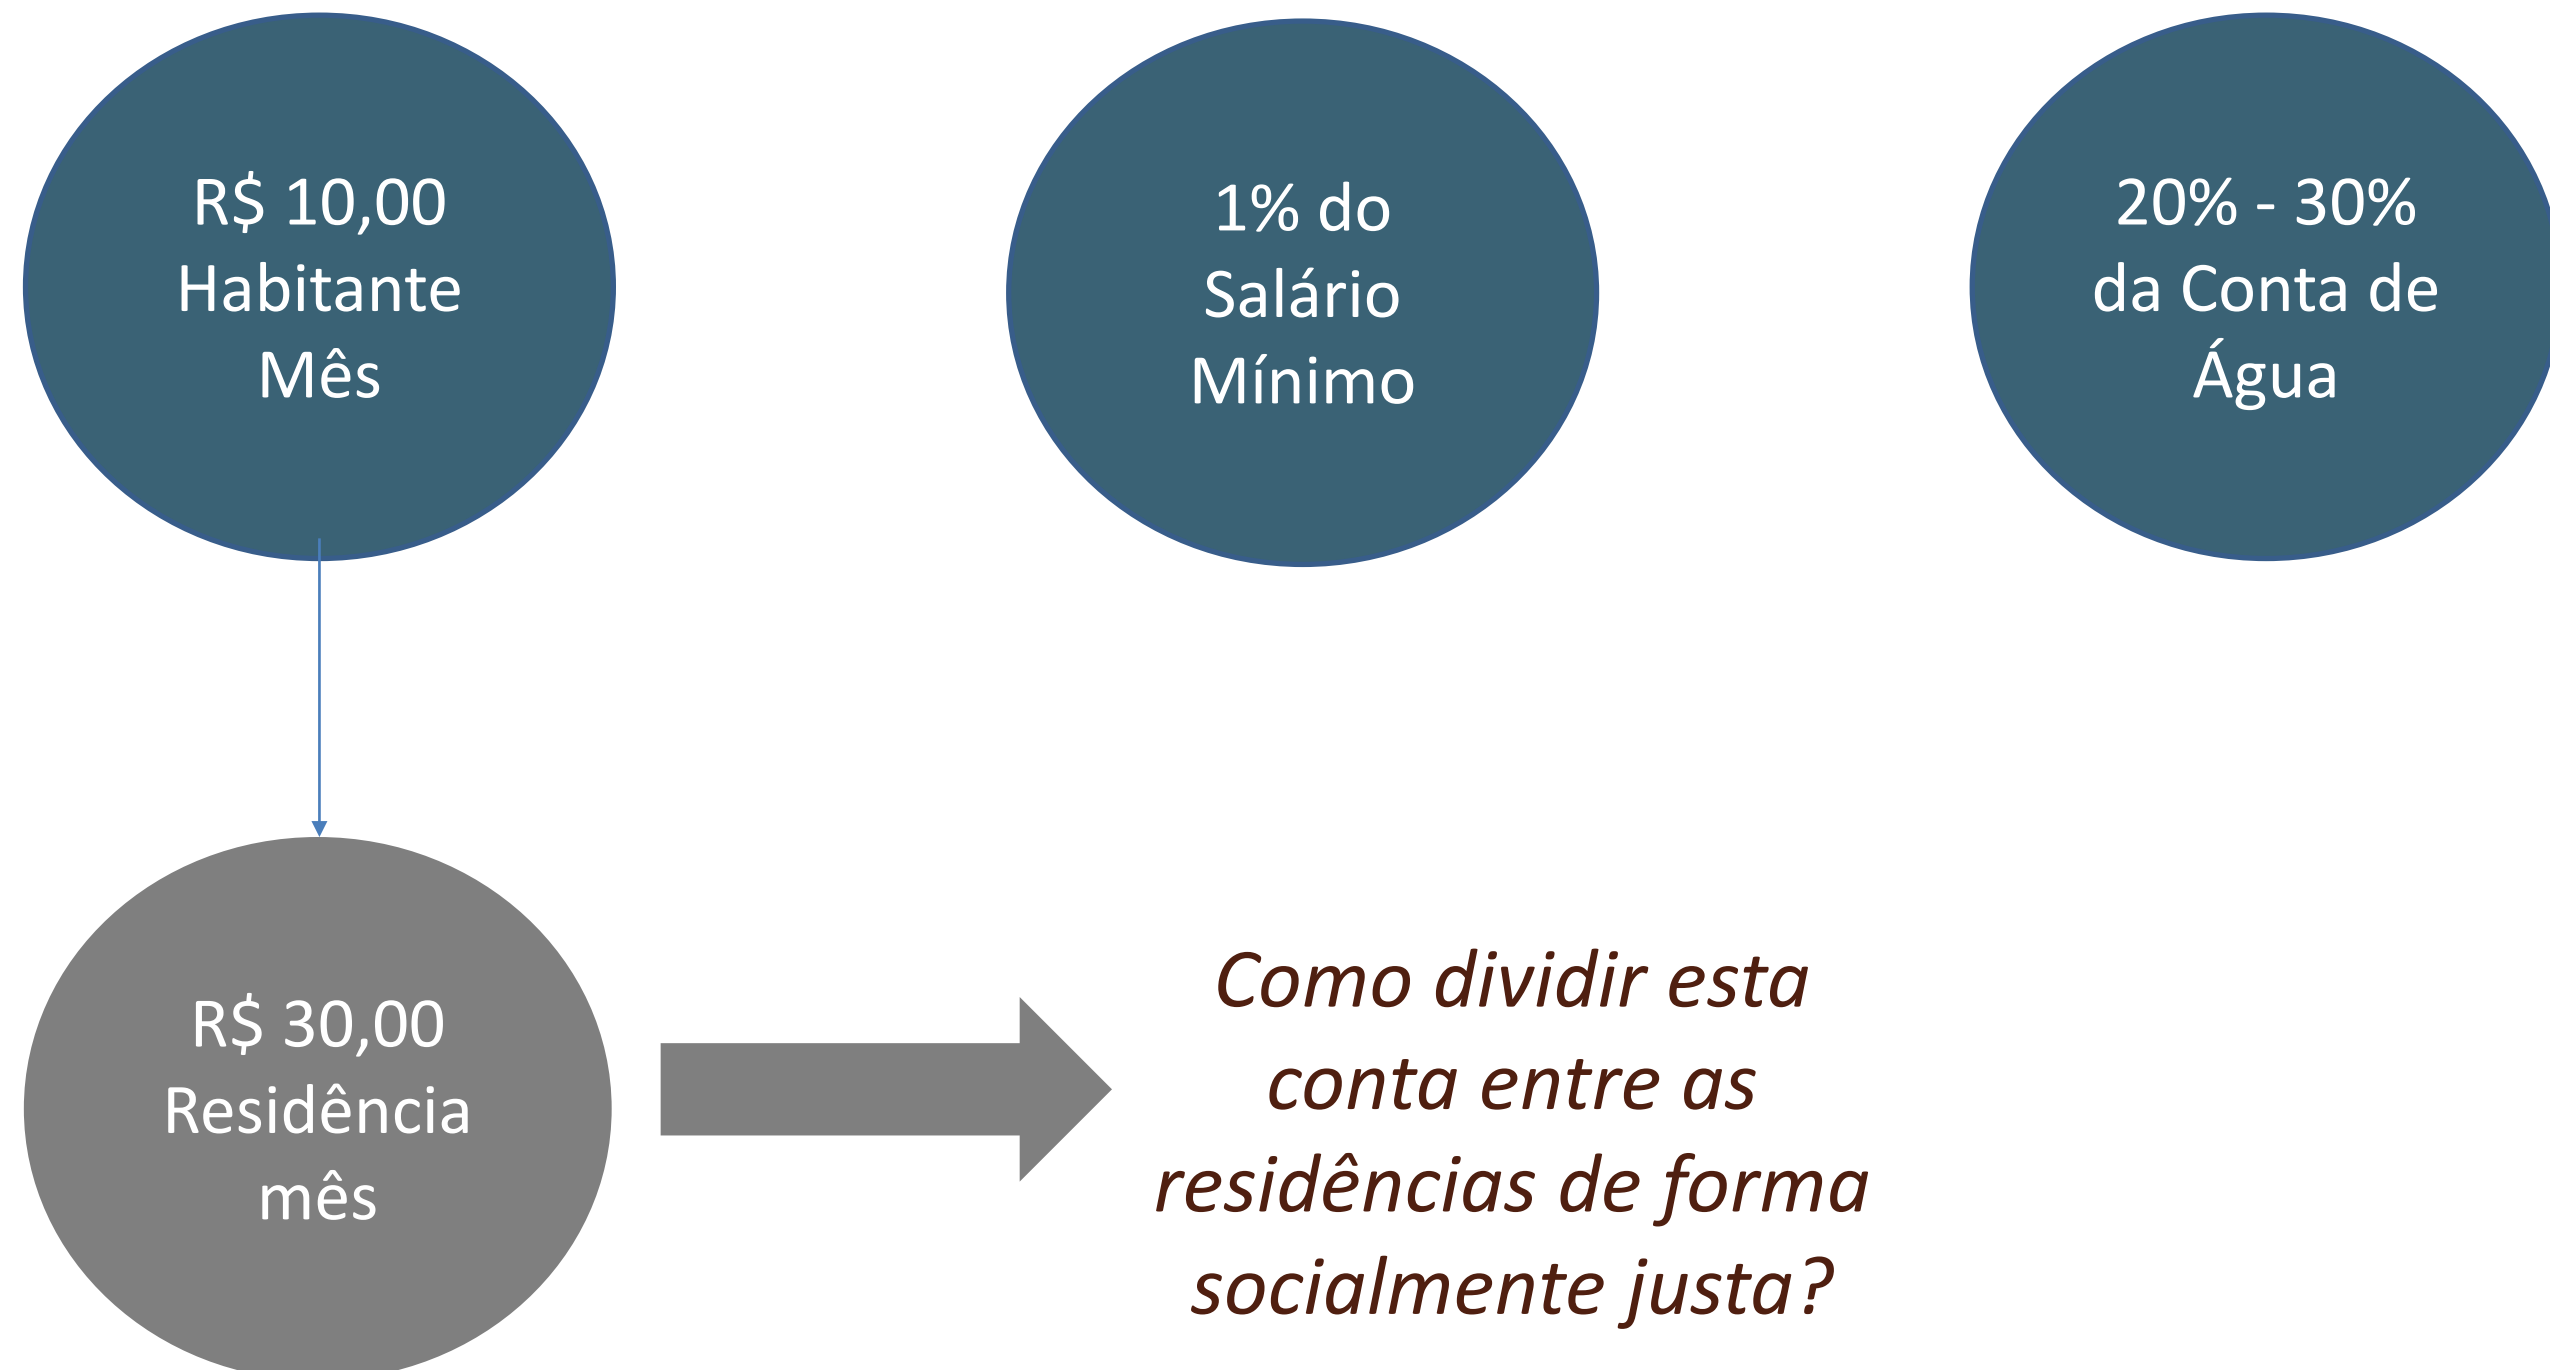 R$ 10,00
Habitante
Mês
1% do
Salário
Mínimo
20% - 30%
da Conta de
Água
R$ 30,00
Residência
mês
Como dividir esta
conta entre as
residências de forma
socialmente justa?